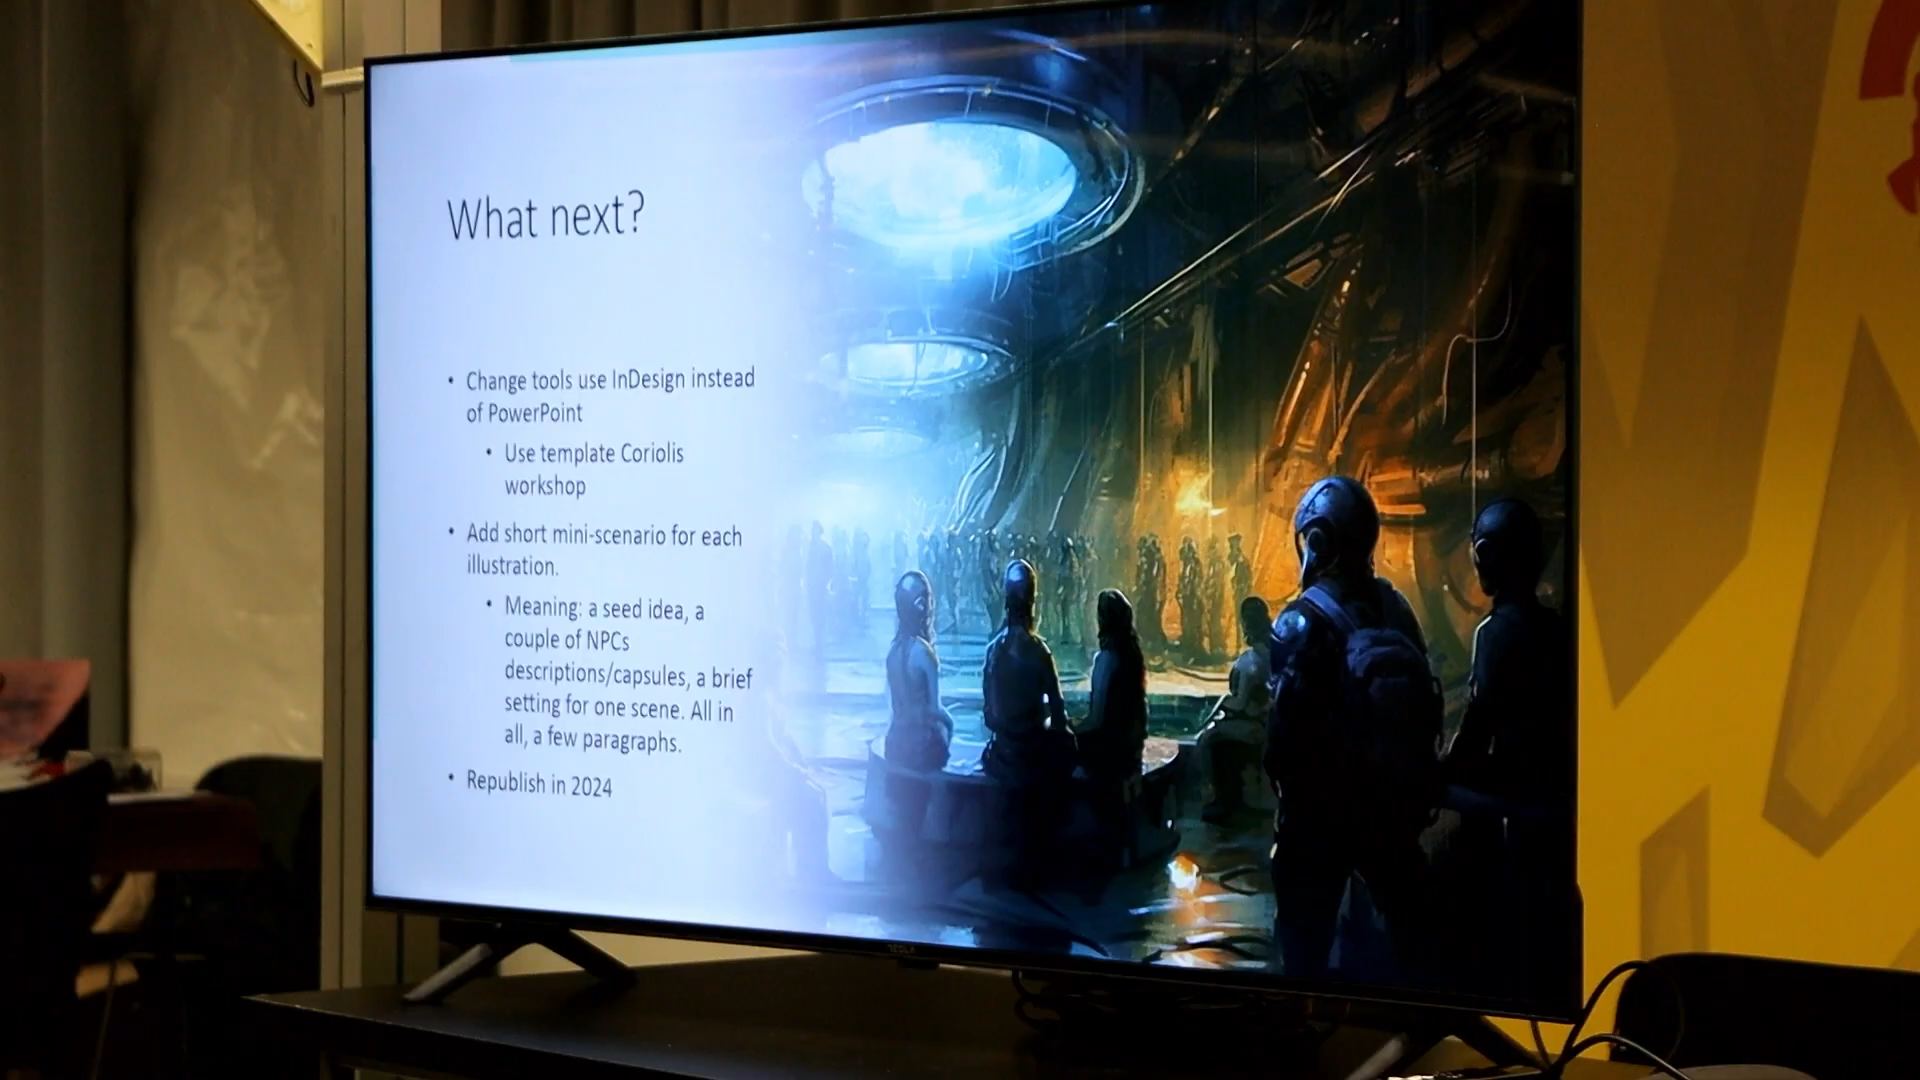 What next?
• Change tools use InDesign instead
of PowerPoint
• Use template Coriolis
workshop
• Add short mini-scenario for each
illustration.
• Meaning: a seed idea, a
couple of NPCs
descriptions/capsules, a brief
setting for one scene. All in
all, a few paragraphs.
• Republish in 2024